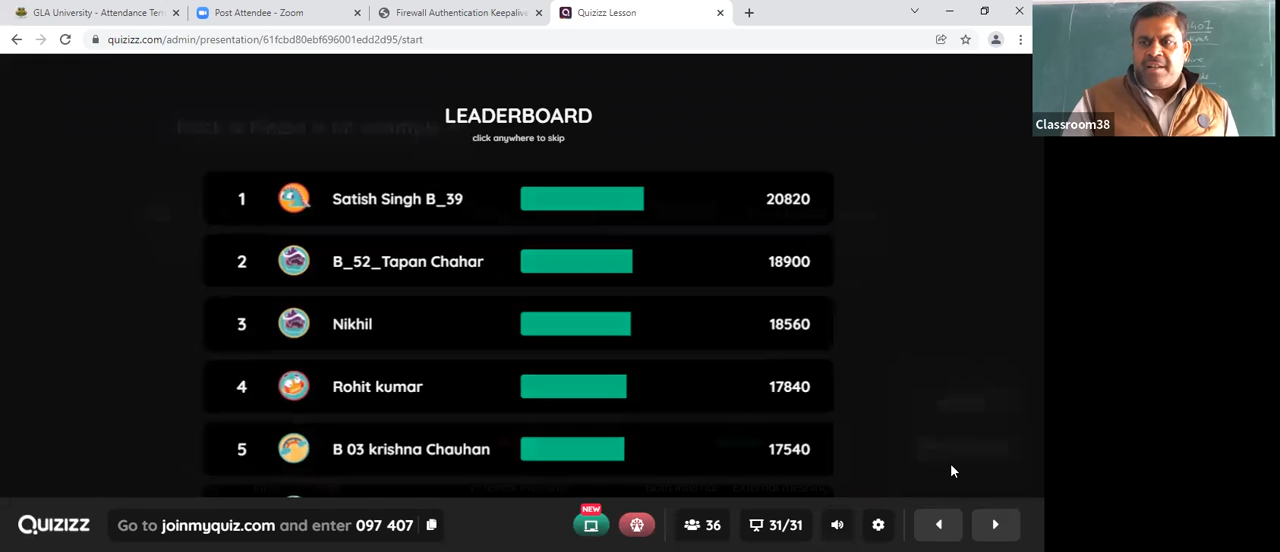 GLA University - Attendance Ter
Post Attendee - Zoom
Firewall Authentication Keepalive
Quizizz Lesson
quizizz.com/admin/presentation/61fcbd80ebf696001edd2d95/start
Classroom38
LEADERBOARD
click anywhere to skip
1 Satish Singh B_39 20820
2 B_52_Tapan Chahar 18900
3 Nikhil 18560
4 Rohit kumar 17840
5 B 03 krishna Chauhan 17540
NEW
QUIZIZZ Go to joinmyquiz.com and enter 097 407 36 31/31